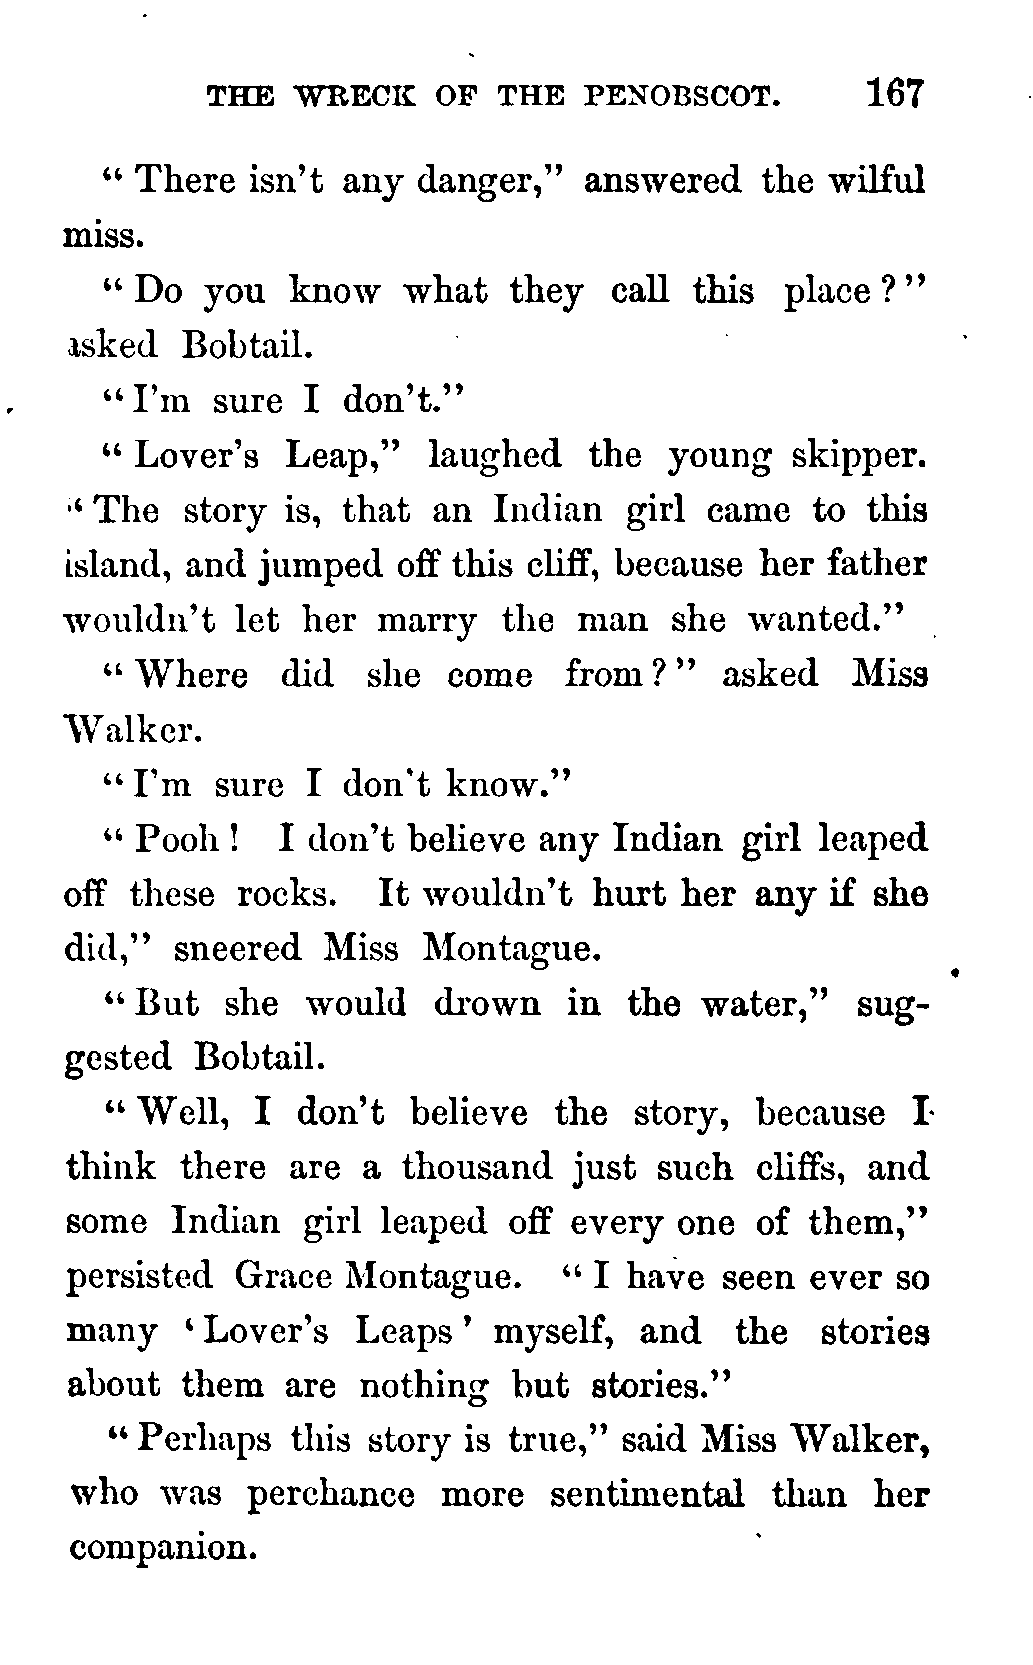 THE WRECK OF THE PENOBSCOT. 167
" There isn't any danger," answered the wilful
miss.
" Do you know what they call this place ? "
asked Bobtail.
" I'm sure I don't."
" Lover's Leap," laughed the young skipper.
" The story is, that an Indian girl came to this
island, and jumped off this cliff, because her father
wouldn't let her marry the man she wanted."
" Where did she come from ? " asked Miss
Walker.
" I'm sure I don't know."
" Pooh ! I don't believe any Indian girl leaped
off these rocks. It wouldn't hurt her any if she
did," sneered Miss Montague.
" But she would drown in the water," sug-
gested Bobtail.
" Well, I don't believe the story, because I
think there are a thousand just such cliffs, and
some Indian girl leaped off every one of them,"
persisted Grace Montague. " I have seen ever so
many ' Lover's Leaps ' myself, and the stories
about them are nothing but stories."
" Perhaps this story is true," said Miss Walker,
who was perchance more sentimental than her
companion.